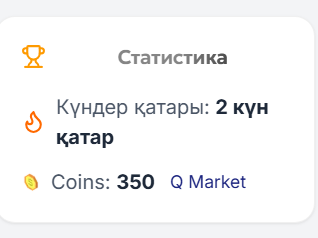 Статистика
Күндер қатары: 2 күн
қатар
Coins: 350 Q Market